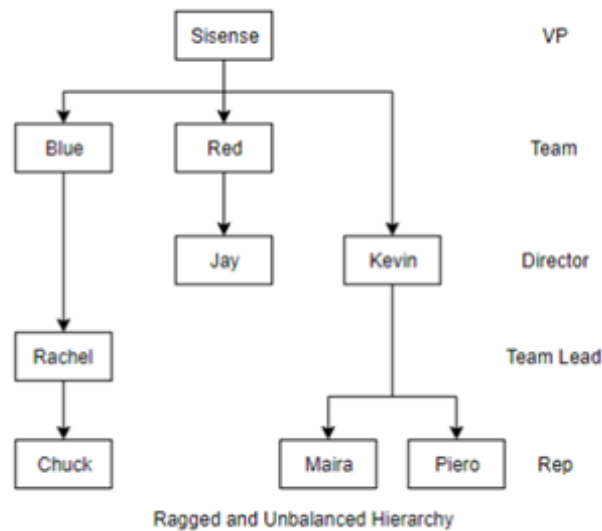 Sisense VP
Blue Red Team
Jay Kevin Director
Rachel Team Lead
Chuck Maira Piero Rep
Ragged and Unbalanced Hierarchy